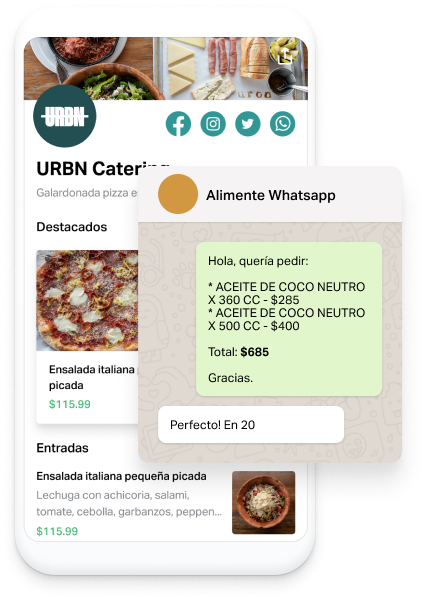 URBN
URBN Catering
Galardonada pizza es
Destacados
Ensalada italiana
picada
$115.99
Entradas
Ensalada italiana pequeña picada
Lechuga con achicoria, salami,
tomate, cebolla, garbanzos, peppen...
$115.99
Alimente Whatsapp
Hola, quería pedir:
* ACEITE DE COCO NEUTRO
X 360 CC - $285
* ACEITE DE COCO NEUTRO
X 500 CC - $400
Total: $685
Gracias.
Perfecto! En 20